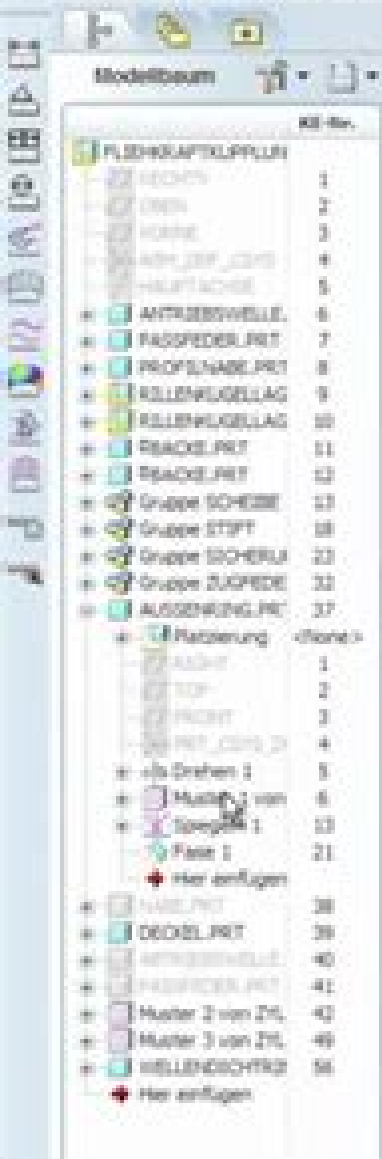 Modellbaum
KE-Nr.
FLIEHKRAFTKUPPLUN
RECHTS 1
OBEN 2
VORNE 3
ASM_DEF_CSYS 4
HAUPTACHSE 5
ANTRIEBSWELLE. 6
PASSFEDER.PRT 7
PROFILNABE.PRT 8
RILLENKUGELLAG 9
RILLENKUGELLAG 10
BACKE.PRT 11
BACKE.PRT 12
Gruppe SCHEIBE 13
Gruppe STIFT 18
Gruppe SICHERU 23
Gruppe ZUGFEDE 32
AUSSENRING.PR 37
Platzierung <None>
RIGHT 1
TOP 2
FRONT 3
PRT_CSYS_D 4
Drehen 1 5
Muster 1 von 6
Spiegeln 1 13
Fase 1 21
Hier einfügen
NABE.PRT 38
DECKEL.PRT 39
ANTRIEBSWELLE 40
PASSFEDER.PRT 41
Muster 2 von ZYL 42
Muster 3 von ZYL 49
WELLENDICHTRI 56
Hier einfügen